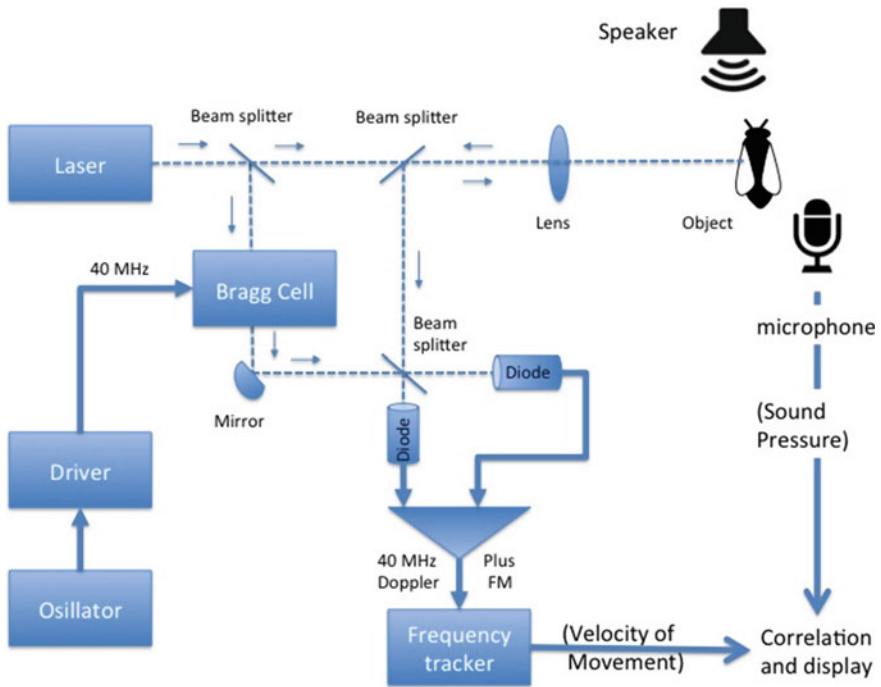 Speaker
Beam splitter
Beam splitter
Laser
Lens
Object
40 MHz
Bragg Cell
microphone
Beam
splitter
Diode
Mirror
Diode
(Sound
Pressure)
Driver
40 MHz
Doppler
Plus
FM
Osillator
Frequency
tracker
(Velocity of
Movement)
Correlation
and display